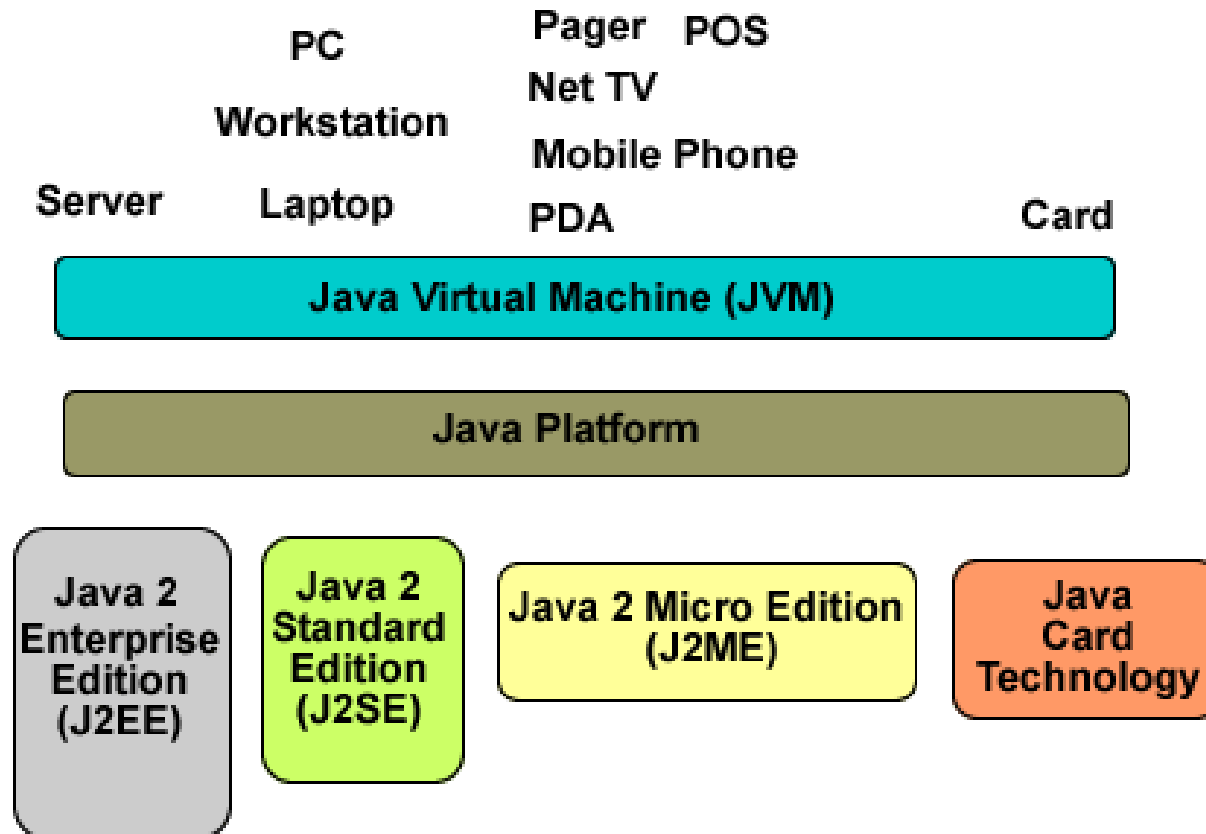 PC
Pager POS
Net TV
Workstation
Mobile Phone
Server
Laptop
PDA
Card
Java Virtual Machine (JVM)
Java Platform
Java 2
Enterprise
Edition
(J2EE)
Java 2
Standard
Edition
(J2SE)
Java 2 Micro Edition
(J2ME)
Java
Card
Technology